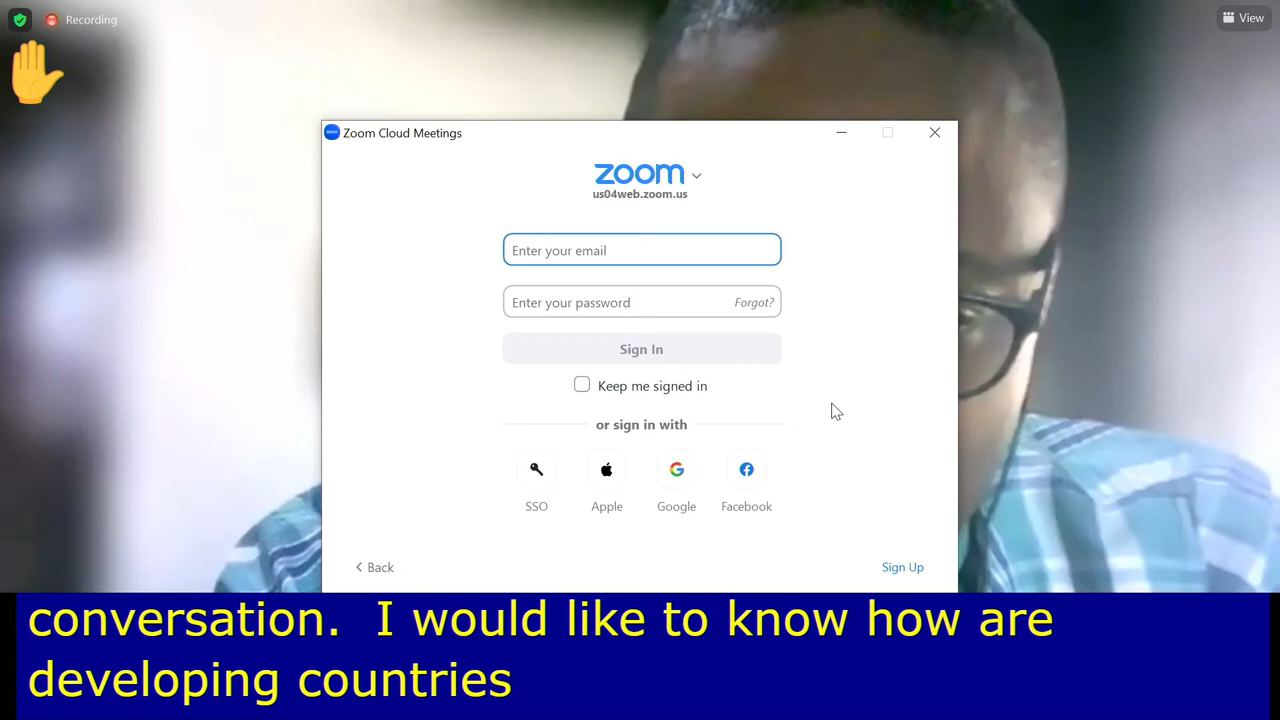 Recording
View
zoom Zoom Cloud Meetings
zoom
us04web.zoom.us
Enter your email
Enter your password Forgot?
Sign In
Keep me signed in
or sign in with
SSO Apple Google Facebook
Back Sign Up
conversation. I would like to know how are
developing countries